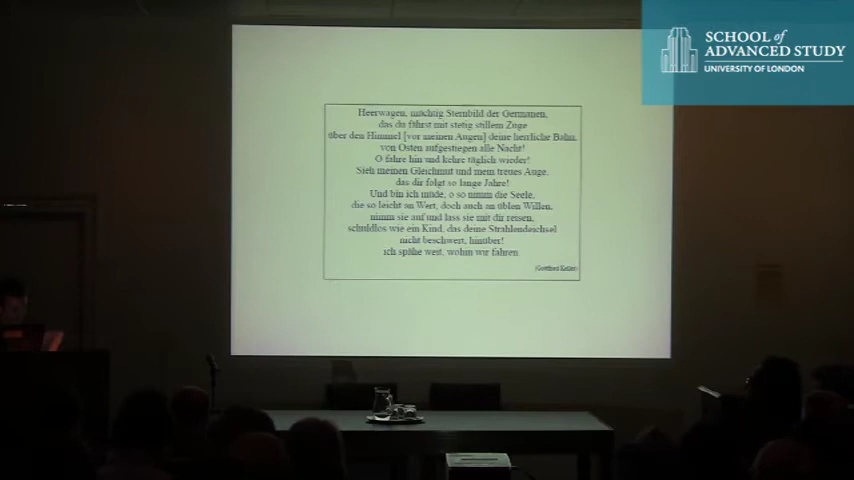 SCHOOL of
ADVANCED STUDY
UNIVERSITY OF LONDON
Heerwagen, mächtig Sternbild der Germanen,
das du fährst mit stetig stillem Zuge
über den Himmel [vor meinen Augen] deine herrliche Bahn,
von Osten aufgestiegen alle Nacht!
O fahre hin und kehre täglich wieder!
Sieh meinen Gleichmut und mein treues Auge,
das dir folgt so lange Jahre!
Und bin ich müde, o so nimm die Seele,
die so leicht an Wert, doch auch an üblen Willen,
nimm sie auf und lass sie mit dir reisen,
schuldlos wie ein Kind, das deine Strahlendeichsel
nicht beschwert, hinüber!
ich spähe weit, wohin wir fahren.
(Gottfried Keller)